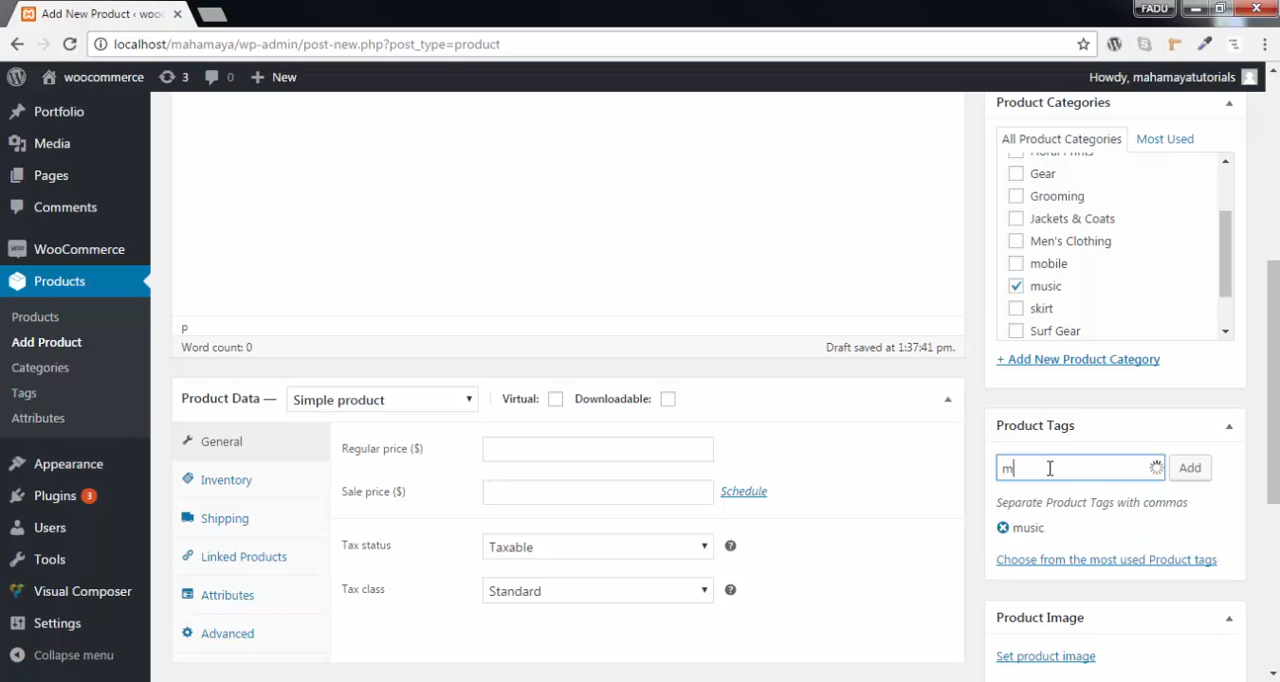 Add New Product ‹ wooc
FADU
localhost/mahamaya/wp-admin/post-new.php?post_type=product
woocommerce
3
0
New
Howdy, mahamayatutorials
Portfolio
Media
Pages
Comments
WooCommerce
Products
Products
Add Product
Categories
Tags
Attributes
Appearance
Plugins 3
Users
Tools
Visual Composer
Settings
Collapse menu
p
Word count: 0
Draft saved at 1:37:41 pm.
Product Data —
Simple product
Virtual:
Downloadable:
General
Inventory
Shipping
Linked Products
Attributes
Advanced
Regular price ($)
Sale price ($)
Schedule
Tax status
Taxable
Tax class
Standard
Product Categories
All Product Categories
Most Used
Floral Prints
Gear
Grooming
Jackets & Coats
Men's Clothing
mobile
music
skirt
Surf Gear
+ Add New Product Category
Product Tags
m
Add
Separate Product Tags with commas
music
Choose from the most used Product tags
Product Image
Set product image